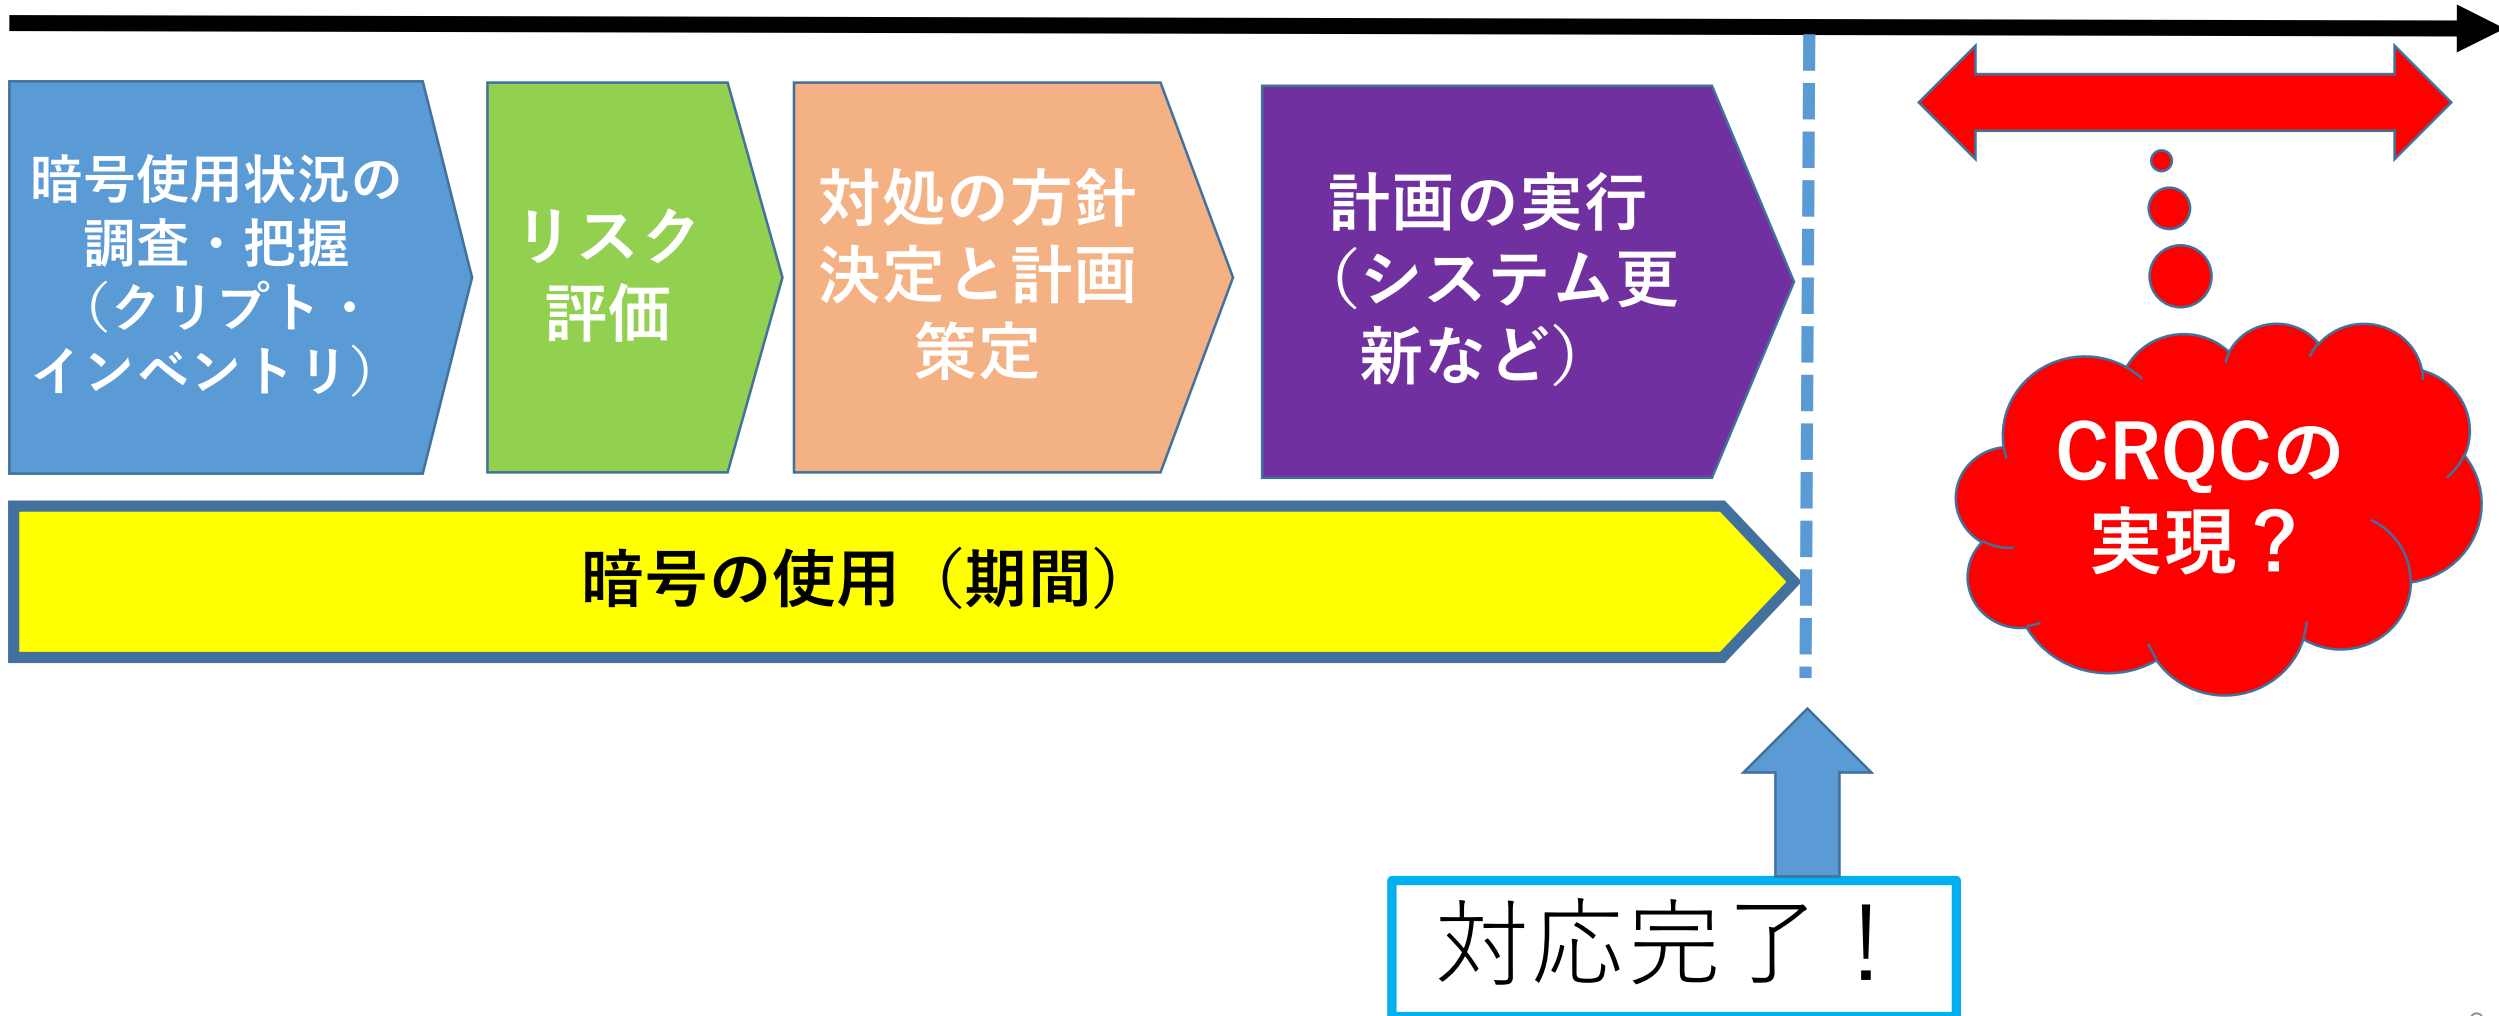 暗号使用状況の
調査・把握
（クリプト・
インベントリ）
リスク
評価
対処の方針
決定と計画
策定
計画の実行
（システム更
新など）
暗号の使用 （期間）
CRQCの
実現？
対応完了！